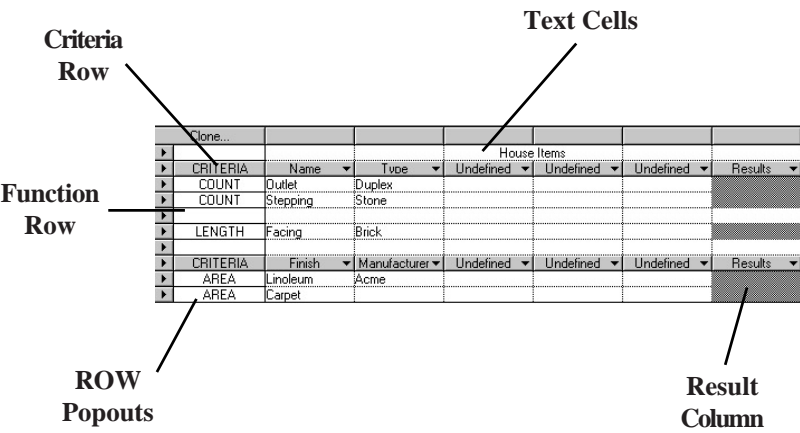 Text Cells
Criteria
Row
Clone...
House Items
CRITERIA Name Type Undefined Undefined Undefined Results
COUNT Outlet Duplex
COUNT Stepping Stone
Function
Row
LENGTH Facing Brick
CRITERIA Finish Manufacturer Undefined Undefined Undefined Results
AREA Linoleum Acme
AREA Carpet
ROW
Popouts
Result
Column